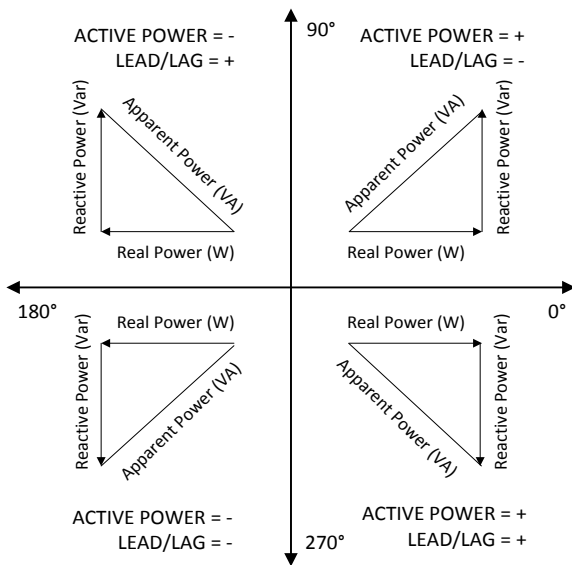 ACTIVE POWER = -
LEAD/LAG = +
90°
ACTIVE POWER = +
LEAD/LAG = -
Reactive Power (Var)
Apparent Power (VA)
Real Power (W)
Apparent Power (VA)
Reactive Power (Var)
Real Power (W)
180°
0°
Real Power (W)
Reactive Power (Var)
Apparent Power (VA)
Real Power (W)
Apparent Power (VA)
Reactive Power (Var)
ACTIVE POWER = -
LEAD/LAG = -
270°
ACTIVE POWER = +
LEAD/LAG = +